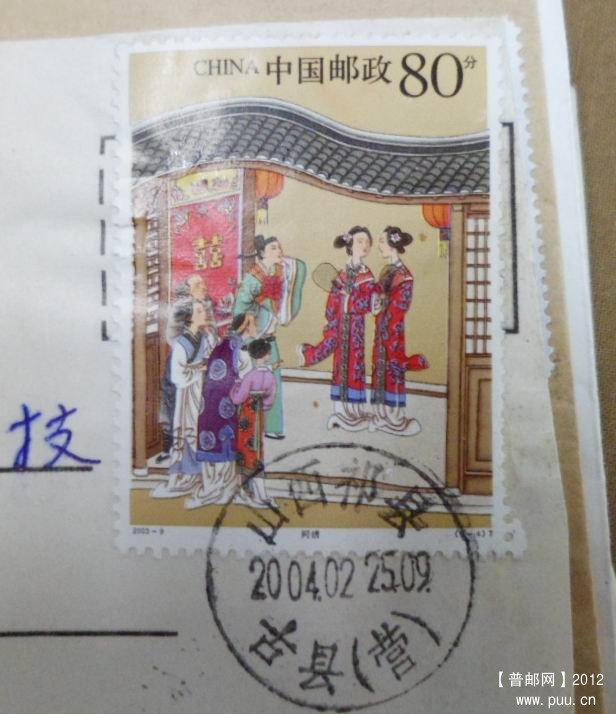 CHINA 中国邮政 80分
囍
技
2003-9 阿绣
山西祁县
2004.02 25.09.
县(营)
【普邮网】2012
www.puu.cn